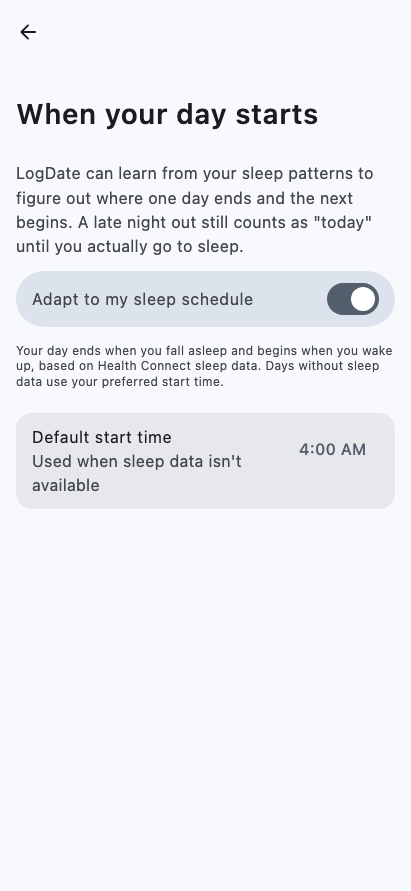 When your day starts
LogDate can learn from your sleep patterns to
figure out where one day ends and the next
begins. A late night out still counts as "today"
until you actually go to sleep.
Adapt to my sleep schedule
Your day ends when you fall asleep and begins when you wake
up, based on Health Connect sleep data. Days without sleep
data use your preferred start time.
Default start time
4:00 AM
Used when sleep data isn't
available